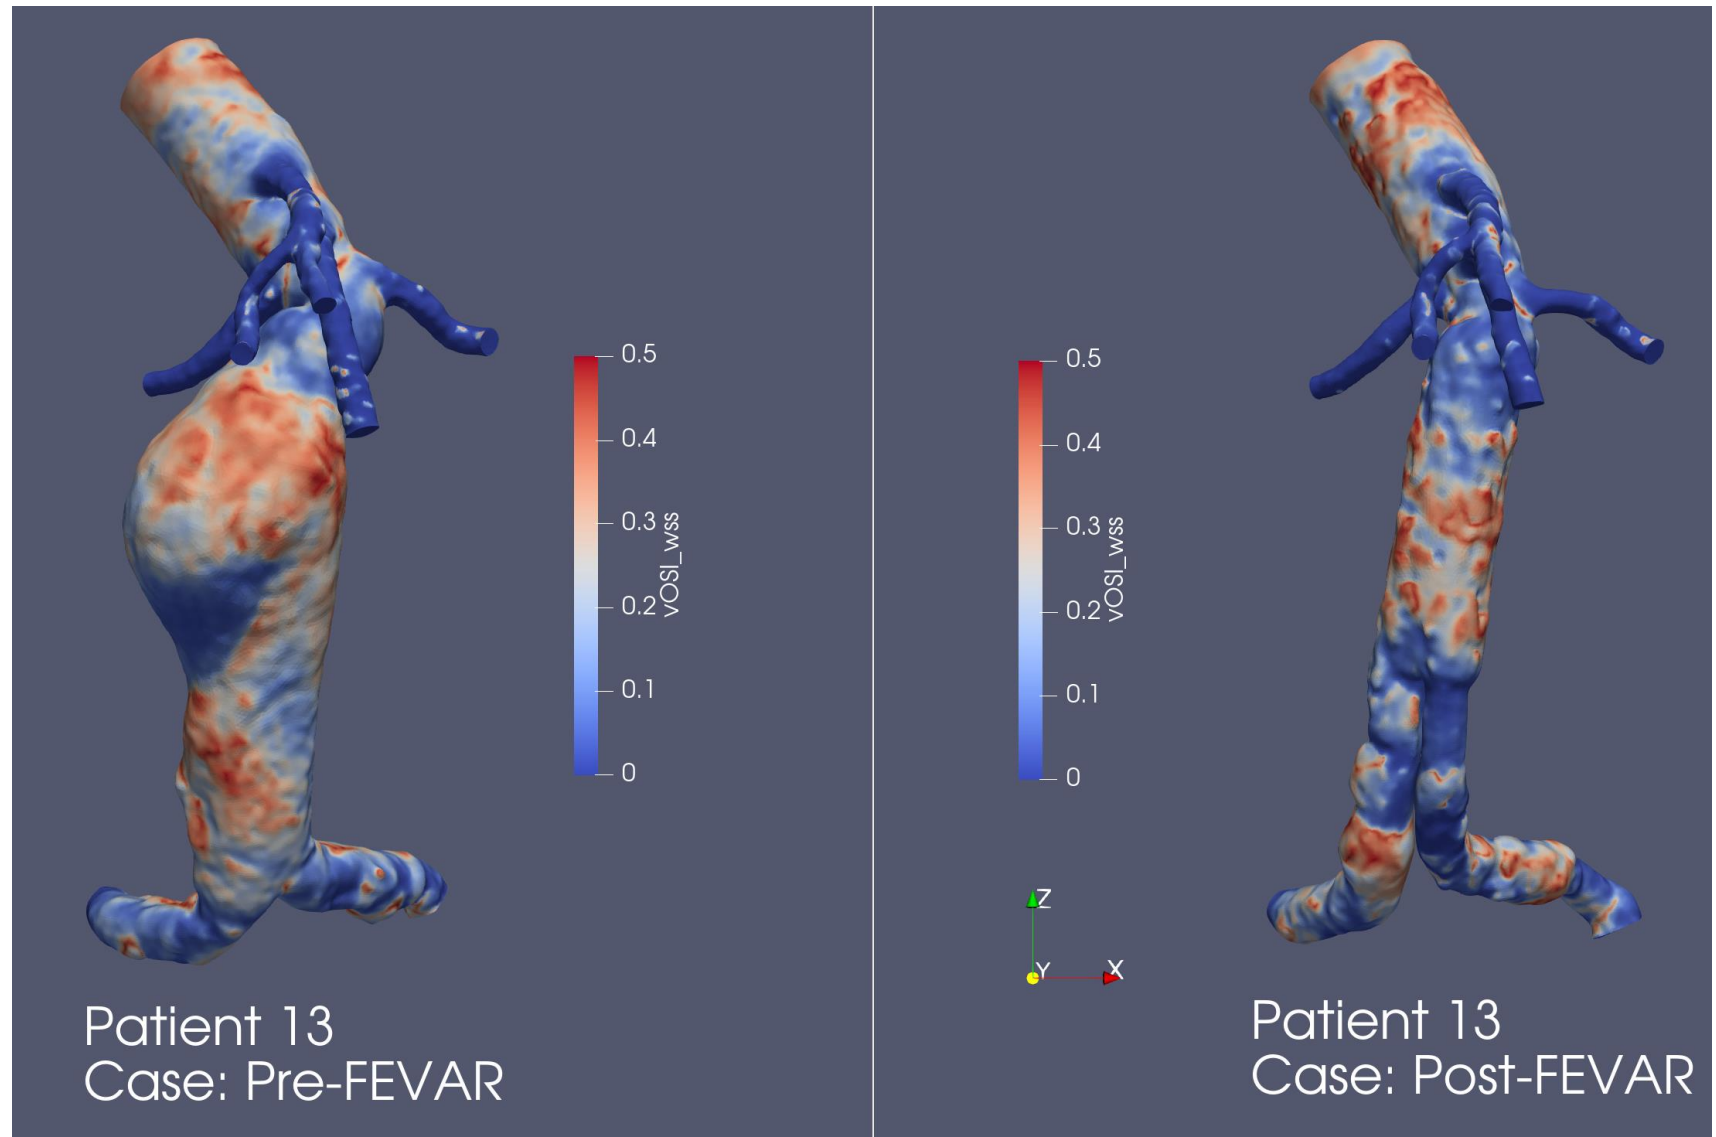 0.5
0.4
0.3
0.2
0.1
0
vOSI_wss
Patient 13
Case: Pre-FEVAR
0.5
0.4
0.3
0.2
0.1
0
vOSI_wss
Z
Y
X
Patient 13
Case: Post-FEVAR